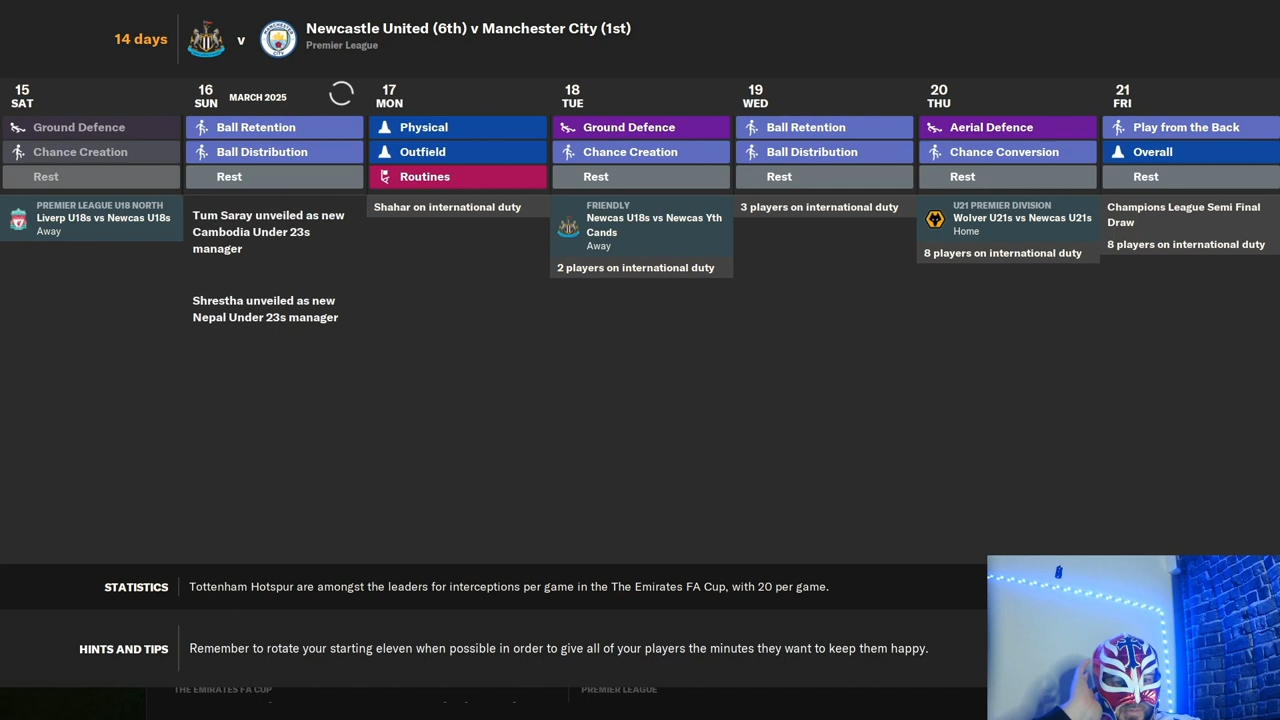 14 days
v
Newcastle United (6th) v Manchester City (1st)
Premier League
15
SAT
16
SUN
MARCH 2025
17
MON
18
TUE
19
WED
20
THU
21
FRI
Ground Defence
Chance Creation
Rest
Ball Retention
Ball Distribution
Rest
Physical
Outfield
Routines
Ground Defence
Chance Creation
Rest
Ball Retention
Ball Distribution
Rest
Aerial Defence
Chance Conversion
Rest
Play from the Back
Overall
Rest
PREMIER LEAGUE U18 NORTH
Liverp U18s vs Newcas U18s
Away
Tum Saray unveiled as new
Cambodia Under 23s
manager
Shrestha unveiled as new
Nepal Under 23s manager
Shahar on international duty
FRIENDLY
Newcas U18s vs Newcas Yth
Cands
Away
2 players on international duty
3 players on international duty
U21 PREMIER DIVISION
Wolver U21s vs Newcas U21s
Home
8 players on international duty
Champions League Semi Final
Draw
8 players on international duty
STATISTICS
Tottenham Hotspur are amongst the leaders for interceptions per game in the The Emirates FA Cup, with 20 per game.
HINTS AND TIPS
Remember to rotate your starting eleven when possible in order to give all of your players the minutes they want to keep them happy.
THE EMIRATES FA CUP
PREMIER LEAGUE